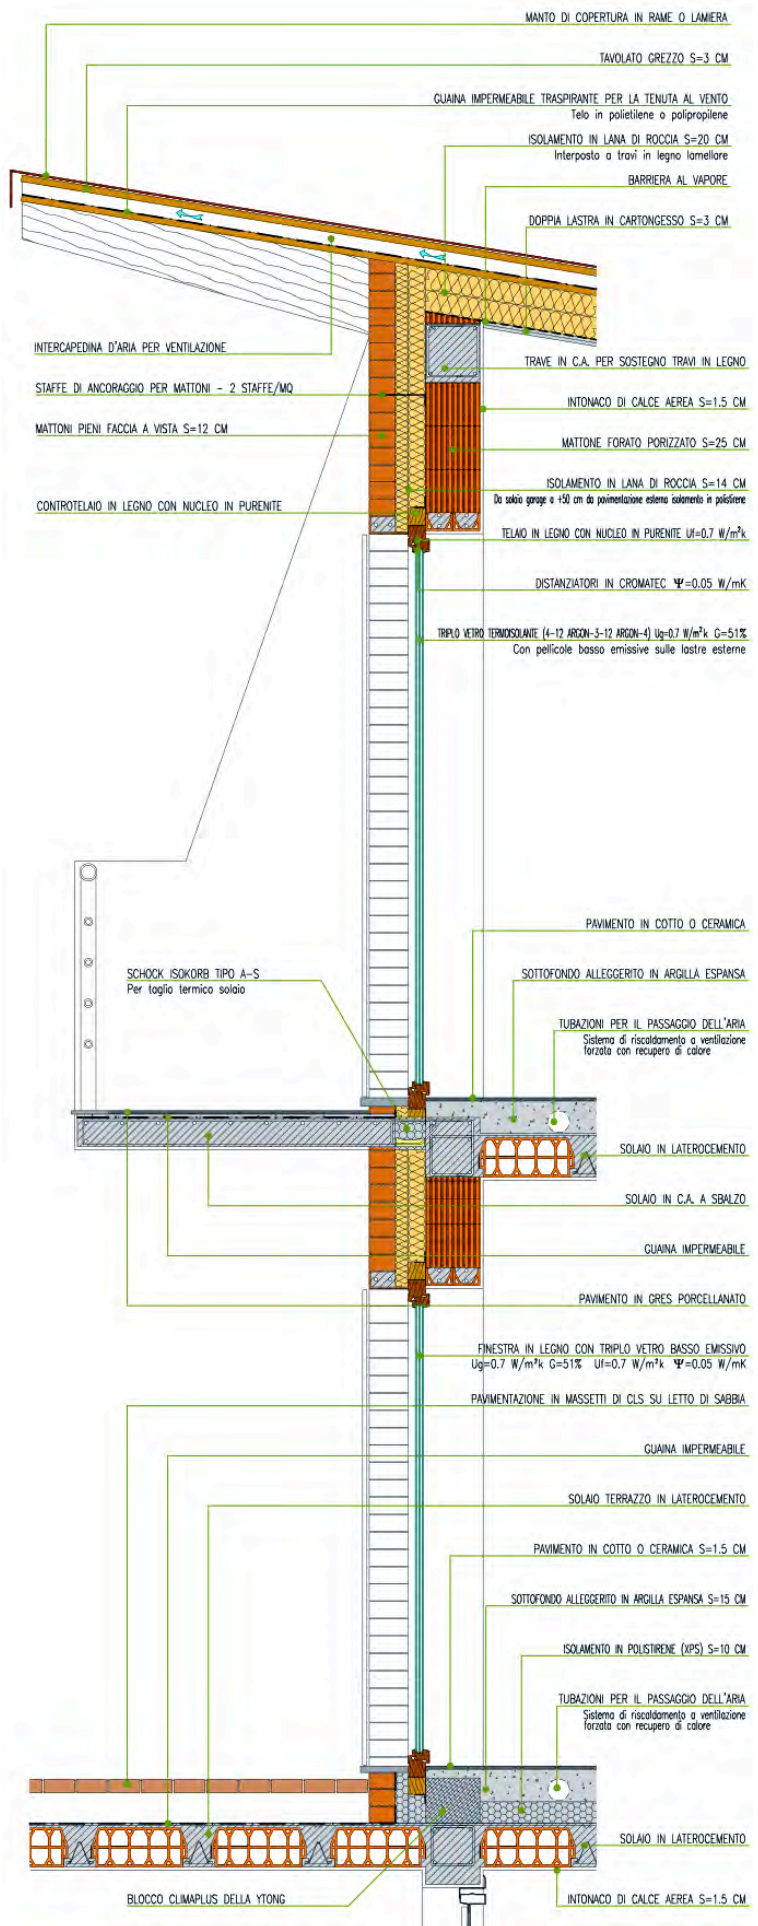 MANTO DI COPERTURA IN RAME O LAMIERA
TAVOLATO GREZZO S=3 CM
GUAINA IMPERMEABILE TRASPIRANTE PER LA TENUTA AL VENTO
Telo in polietilene o polipropilene
ISOLAMENTO IN LANA DI ROCCIA S=20 CM
Interposto a travi in legno lamellare
BARRIERA AL VAPORE
DOPPIA LASTRA IN CARTONGESSO S=3 CM
INTERCAPEDINA D'ARIA PER VENTILAZIONE
TRAVE IN C.A. PER SOSTEGNO TRAVI IN LEGNO
STAFFE DI ANCORAGGIO PER MATTONI - 2 STAFFE/MQ
INTONACO DI CALCE AEREA S=1.5 CM
MATTONI PIENI FACCIA A VISTA S=12 CM
MATTONE FORATO PORIZZATO S=25 CM
ISOLAMENTO IN LANA DI ROCCIA S=14 CM
Da solaio garage a +50 cm da pavimentazione esterna isolamento in polistirene
CONTROTELAIO IN LEGNO CON NUCLEO IN PURENITE
TELAIO IN LEGNO CON NUCLEO IN PURENITE Uf=0.7 W/m²k
DISTANZIATORI IN CROMATEC Ψ=0.05 W/mK
TRIPLO VETRO TERMOISOLANTE (4-12 ARGON-3-12 ARGON-4) Ug=0.7 W/m²k G=51%
Con pellicole basso emissive sulle lastre esterne
PAVIMENTO IN COTTO O CERAMICA
SCHOCK ISOKORB TIPO A-S
Per taglio termico solaio
SOTTOFONDO ALLEGGERITO IN ARGILLA ESPANSA
TUBAZIONI PER IL PASSAGGIO DELL'ARIA
Sistema di riscaldamento a ventilazione
forzata con recupero di calore
SOLAIO IN LATEROCEMENTO
SOLAIO IN C.A. A SBALZO
GUAINA IMPERMEABILE
PAVIMENTO IN GRES PORCELLANATO
FINESTRA IN LEGNO CON TRIPLO VETRO BASSO EMISSIVO
Ug=0.7 W/m²k G=51% Uf=0.7 W/m²k Ψ=0.05 W/mK
PAVIMENTAZIONE IN MASSETTI DI CLS SU LETTO DI SABBIA
GUAINA IMPERMEABILE
SOLAIO TERRAZZO IN LATEROCEMENTO
PAVIMENTO IN COTTO O CERAMICA S=1.5 CM
SOTTOFONDO ALLEGGERITO IN ARGILLA ESPANSA S=15 CM
ISOLAMENTO IN POLISTIRENE (XPS) S=10 CM
TUBAZIONI PER IL PASSAGGIO DELL'ARIA
Sistema di riscaldamento a ventilazione
forzata con recupero di calore
SOLAIO IN LATEROCEMENTO
BLOCCO CLIMAPLUS DELLA YTONG
INTONACO DI CALCE AEREA S=1.5 CM